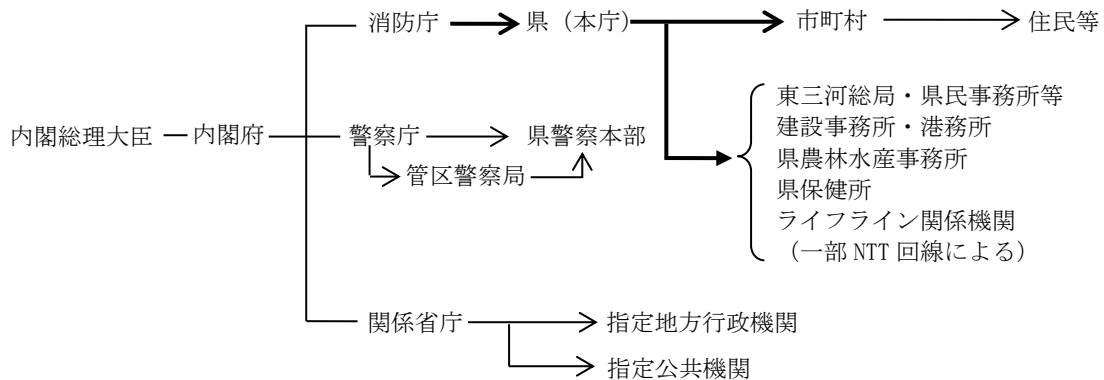 消防庁 県（本庁） 市町村 住民等
東三河総局・県民事務所等
建設事務所・港務所
内閣総理大臣 内閣府 警察庁 県警察本部
県農林水産事務所
管区警察局
県保健所
ライフライン関係機関
（一部 NTT 回線による）
関係省庁 指定地方行政機関
指定公共機関